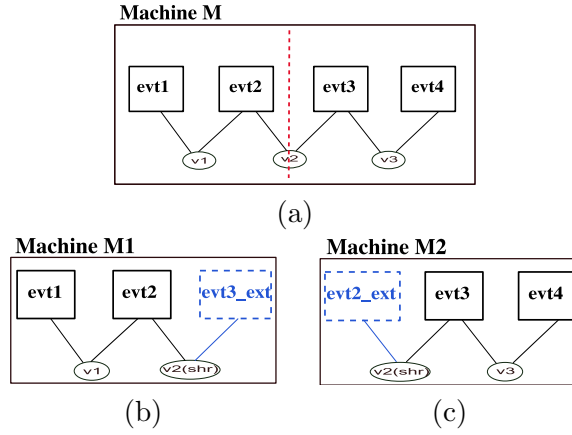 Machine M
evt1 evt2 evt3 evt4
v1 v2 v3
(a)
Machine M1
evt1 evt2 evt3_ext
v1 v2(shr)
(b)
Machine M2
evt2_ext evt3 evt4
v2(shr) v3
(c)